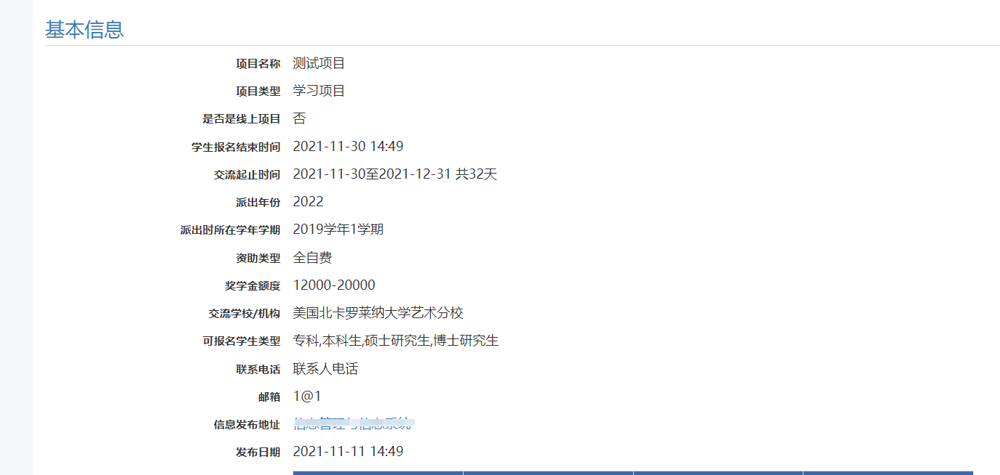 基本信息
项目名称 测试项目
项目类型 学习项目
是否是线上项目 否
学生报名结束时间 2021-11-30 14:49
交流起止时间 2021-11-30至2021-12-31 共32天
派出年份 2022
派出时所在学年学期 2019学年1学期
资助类型 全自费
奖学金额度 12000-20000
交流学校/机构 美国北卡罗莱纳大学艺术分校
可报名学生类型 专科,本科生,硕士研究生,博士研究生
联系电话 联系人电话
邮箱 1@1
信息发布地址 信息管理与信息系统
发布日期 2021-11-11 14:49